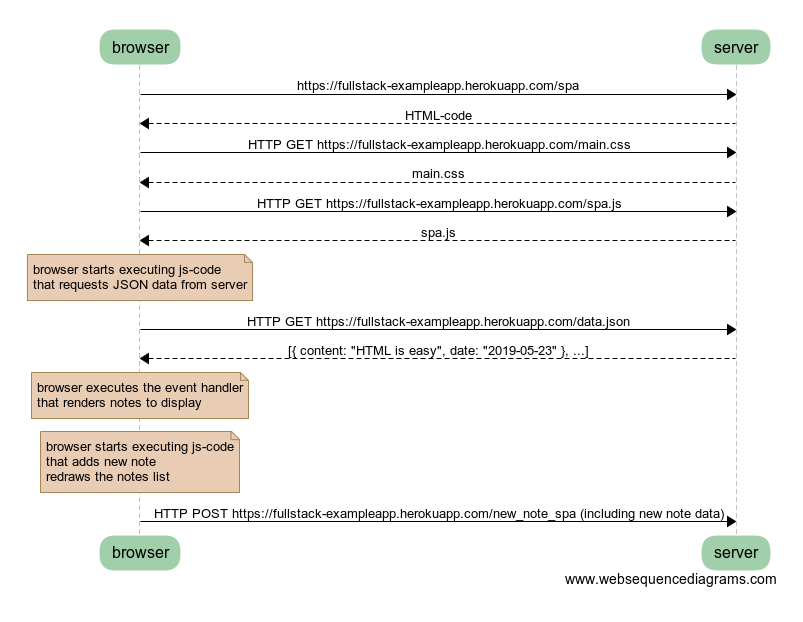 browser
server
https://fullstack-exampleapp.herokuapp.com/spa
HTML-code
HTTP GET https://fullstack-exampleapp.herokuapp.com/main.css
main.css
HTTP GET https://fullstack-exampleapp.herokuapp.com/spa.js
spa.js
browser starts executing js-code
that requests JSON data from server
HTTP GET https://fullstack-exampleapp.herokuapp.com/data.json
[{ content: "HTML is easy", date: "2019-05-23" }, ...]
browser executes the event handler
that renders notes to display
browser starts executing js-code
that adds new note
redraws the notes list
HTTP POST https://fullstack-exampleapp.herokuapp.com/new_note_spa (including new note data)
browser
server
www.websequencediagrams.com